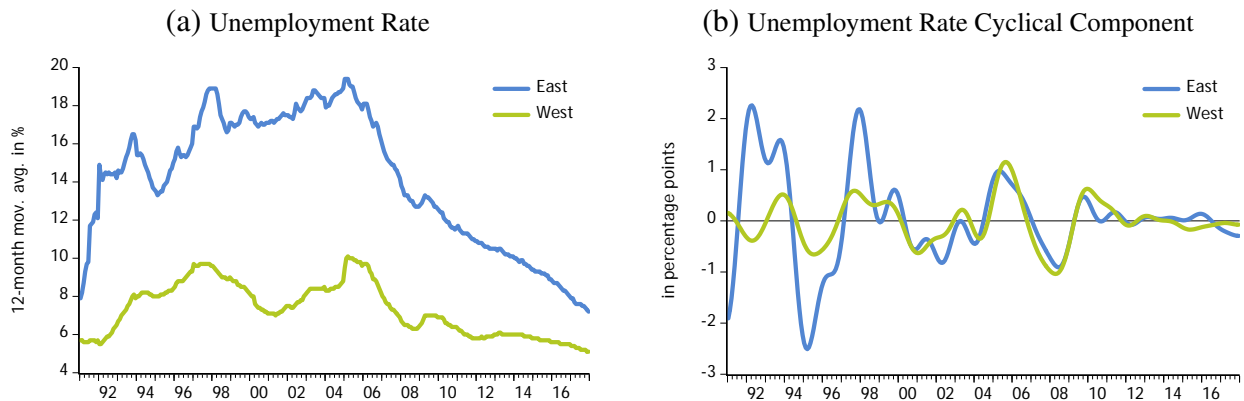 (a) Unemployment Rate
12-month mov. avg. in %
20
18
16
14
12
10
8
6
4
East
West
92 94 96 98 00 02 04 06 08 10 12 14 16
(b) Unemployment Rate Cyclical Component
in percentage points
3
2
1
0
-1
-2
-3
East
West
92 94 96 98 00 02 04 06 08 10 12 14 16